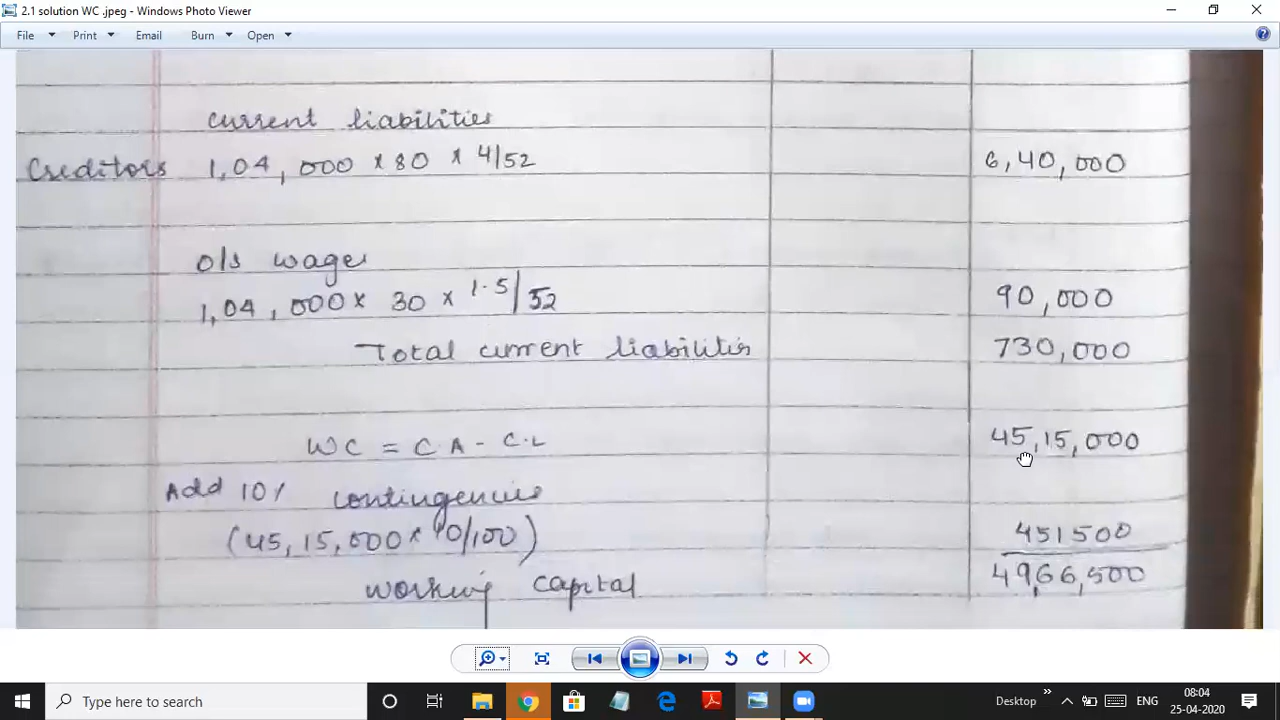 2.1 solution WC .jpeg - Windows Photo Viewer
File Print Burn Email Open
current liabilities
Creditors 1,04,000 × 80 × 4/52 6,40,000
o/s wages
1,04,000 × 30 × 1.5/52 90,000
Total current liabilities 730,000
WC = C.A - C.L 45,15,000
Add 10% contingencies
(45,15,000 × 10/100) 451500
working capital 4966,500
Type here to search
Desktop
ENG
08:04
25-04-2020